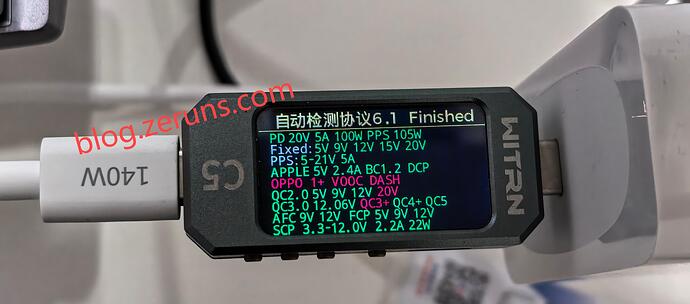 blog.zeruns.com
140W
C5
自动检测协议6.1 Finished
PD 20V 5A 100W PPS 105W
Fixed:5V 9V 12V 15V 20V
PPS:5-21V 5A
APPLE 5V 2.4A BC1.2 DCP
OPPO 1+ VOOC DASH
QC2.0 5V 9V 12V 20V
QC3.0 12.06V QC3+ QC4+ QC5
AFC 9V 12V FCP 5V 9V 12V
SCP 3.3-12.0V 2.2A 22W
WITRN